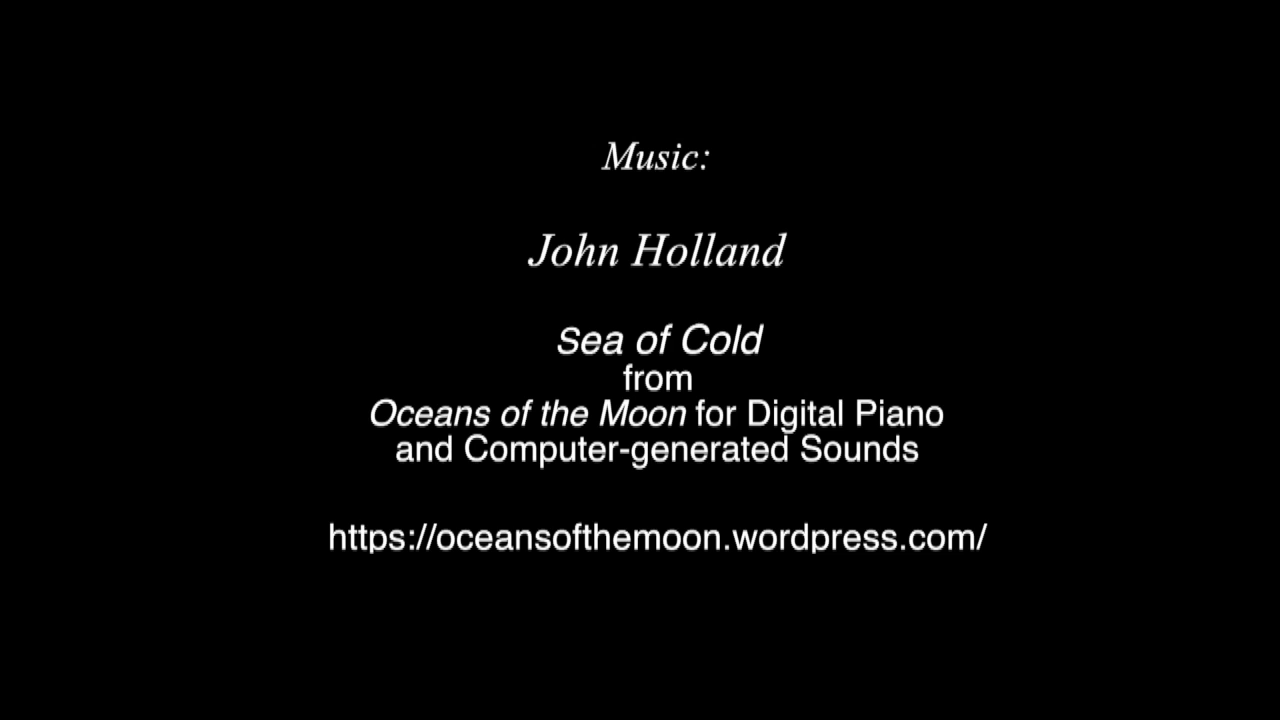 Music:
John Holland
Sea of Cold
from
Oceans of the Moon for Digital Piano
and Computer-generated Sounds
https://oceansofthemoon.wordpress.com/